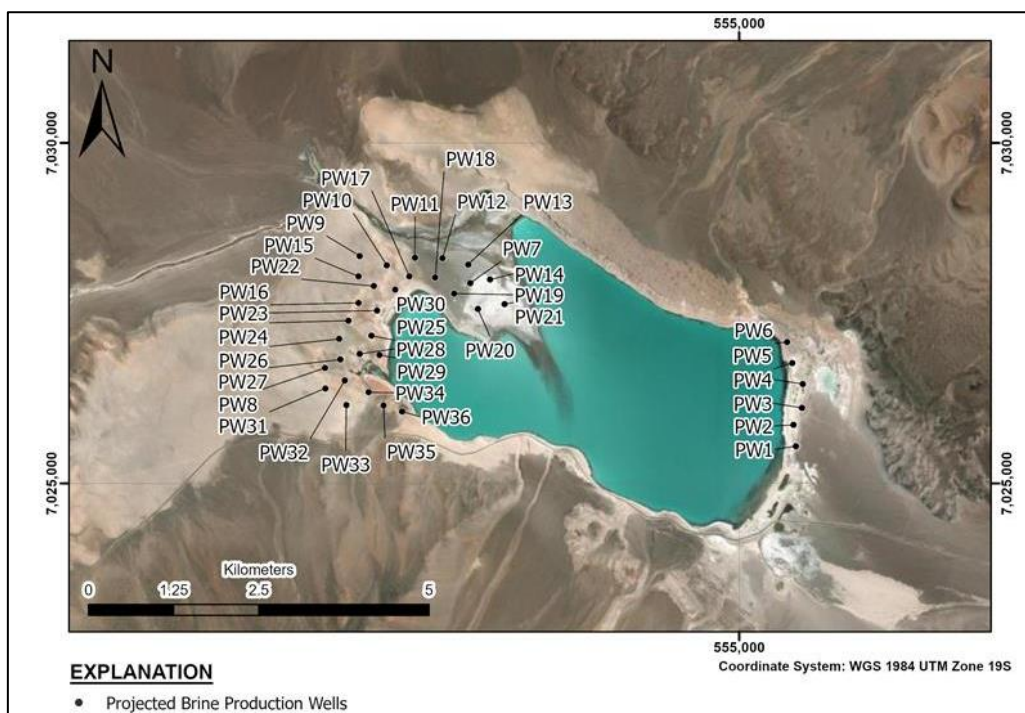 555,000
N
7,030,000
7,030,000
PW18
PW17
PW10
PW11
PW12
PW13
PW9
PW7
PW15
PW14
PW22
PW19
PW16
PW30
PW21
PW23
PW25
PW20
PW6
PW24
PW28
PW5
PW26
PW29
PW4
PW27
PW34
PW3
PW8
PW36
PW2
PW31
PW32
PW33
PW35
PW1
7,025,000
7,025,000
Kilometers
0 1.25 2.5 5
555,000
Coordinate System: WGS 1984 UTM Zone 19S
EXPLANATION
• Projected Brine Production Wells